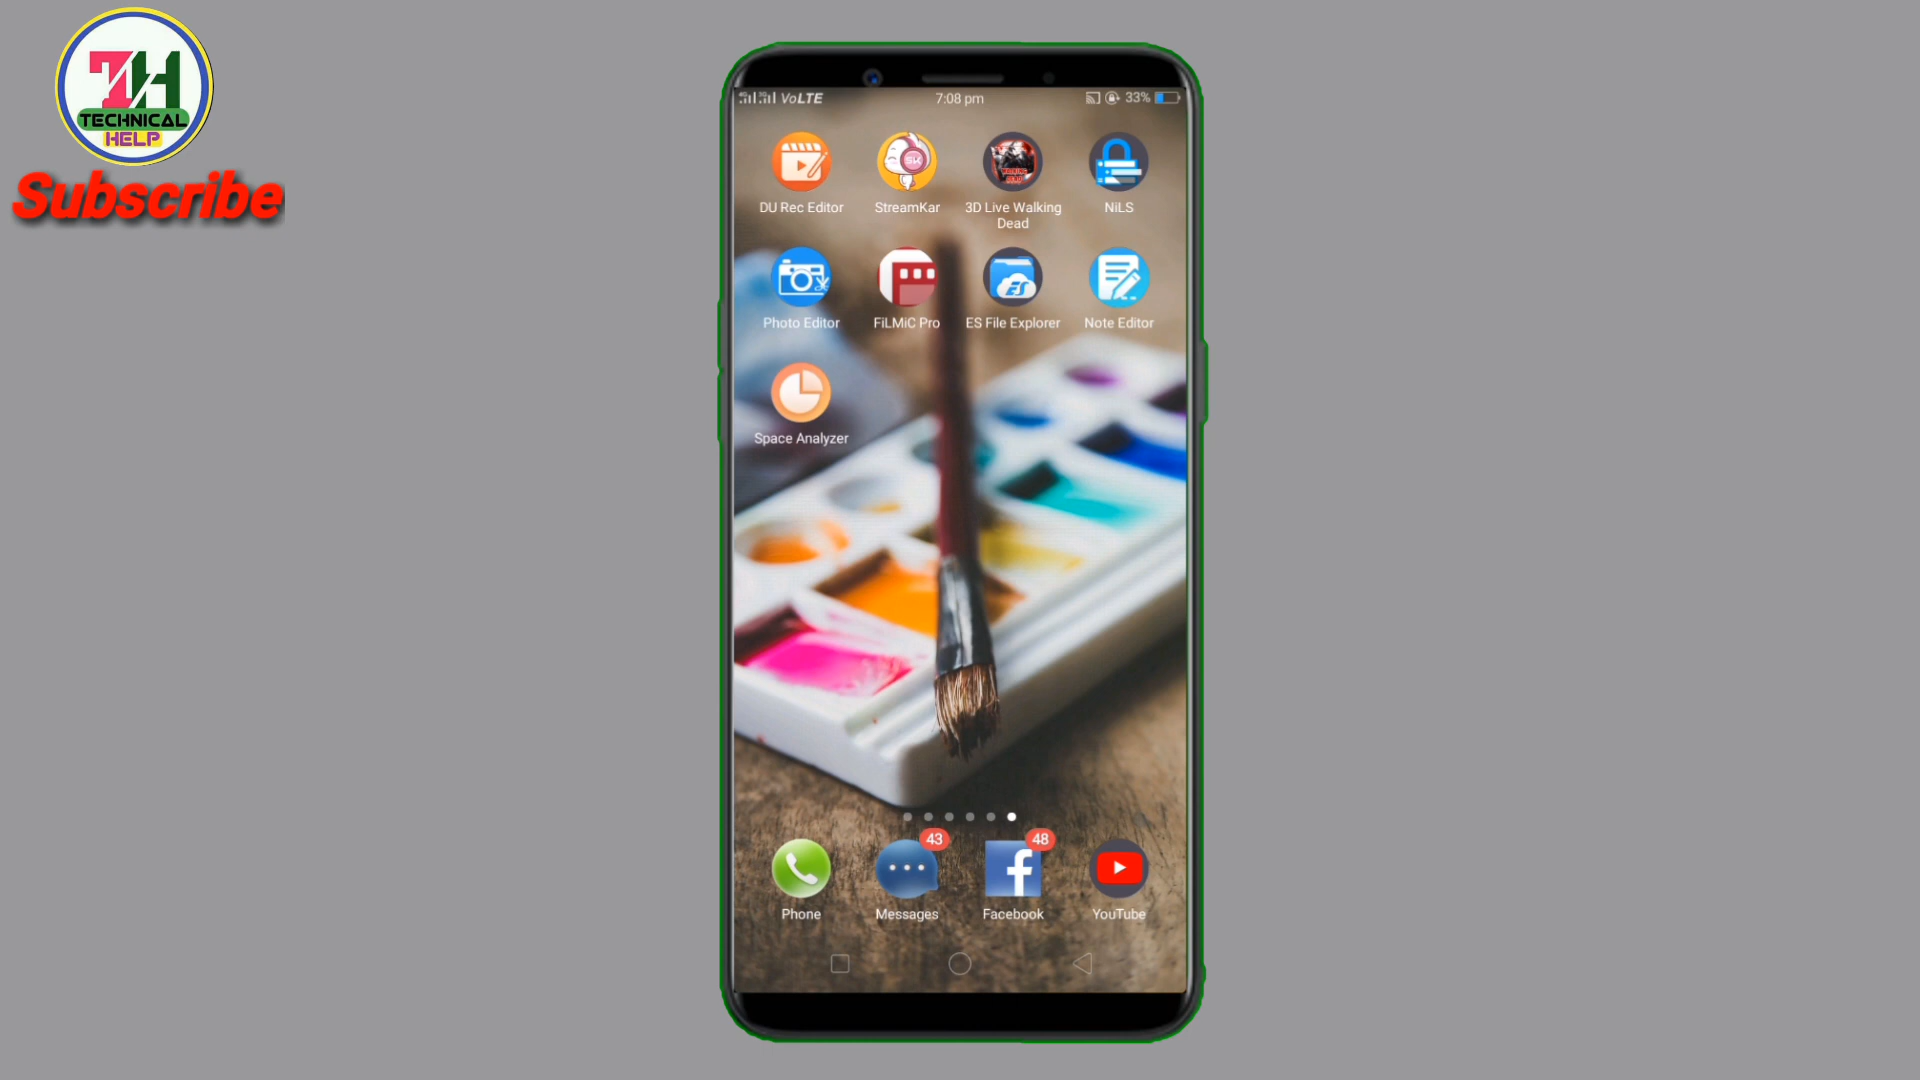 TH
TECHNICAL
HELP
Subscribe
VoLTE 7:08 pm 33%
DU Rec Editor StreamKar 3D Live Walking Dead NiLS
Photo Editor FiLMiC Pro ES File Explorer Note Editor
Space Analyzer
43 48
Phone Messages Facebook YouTube